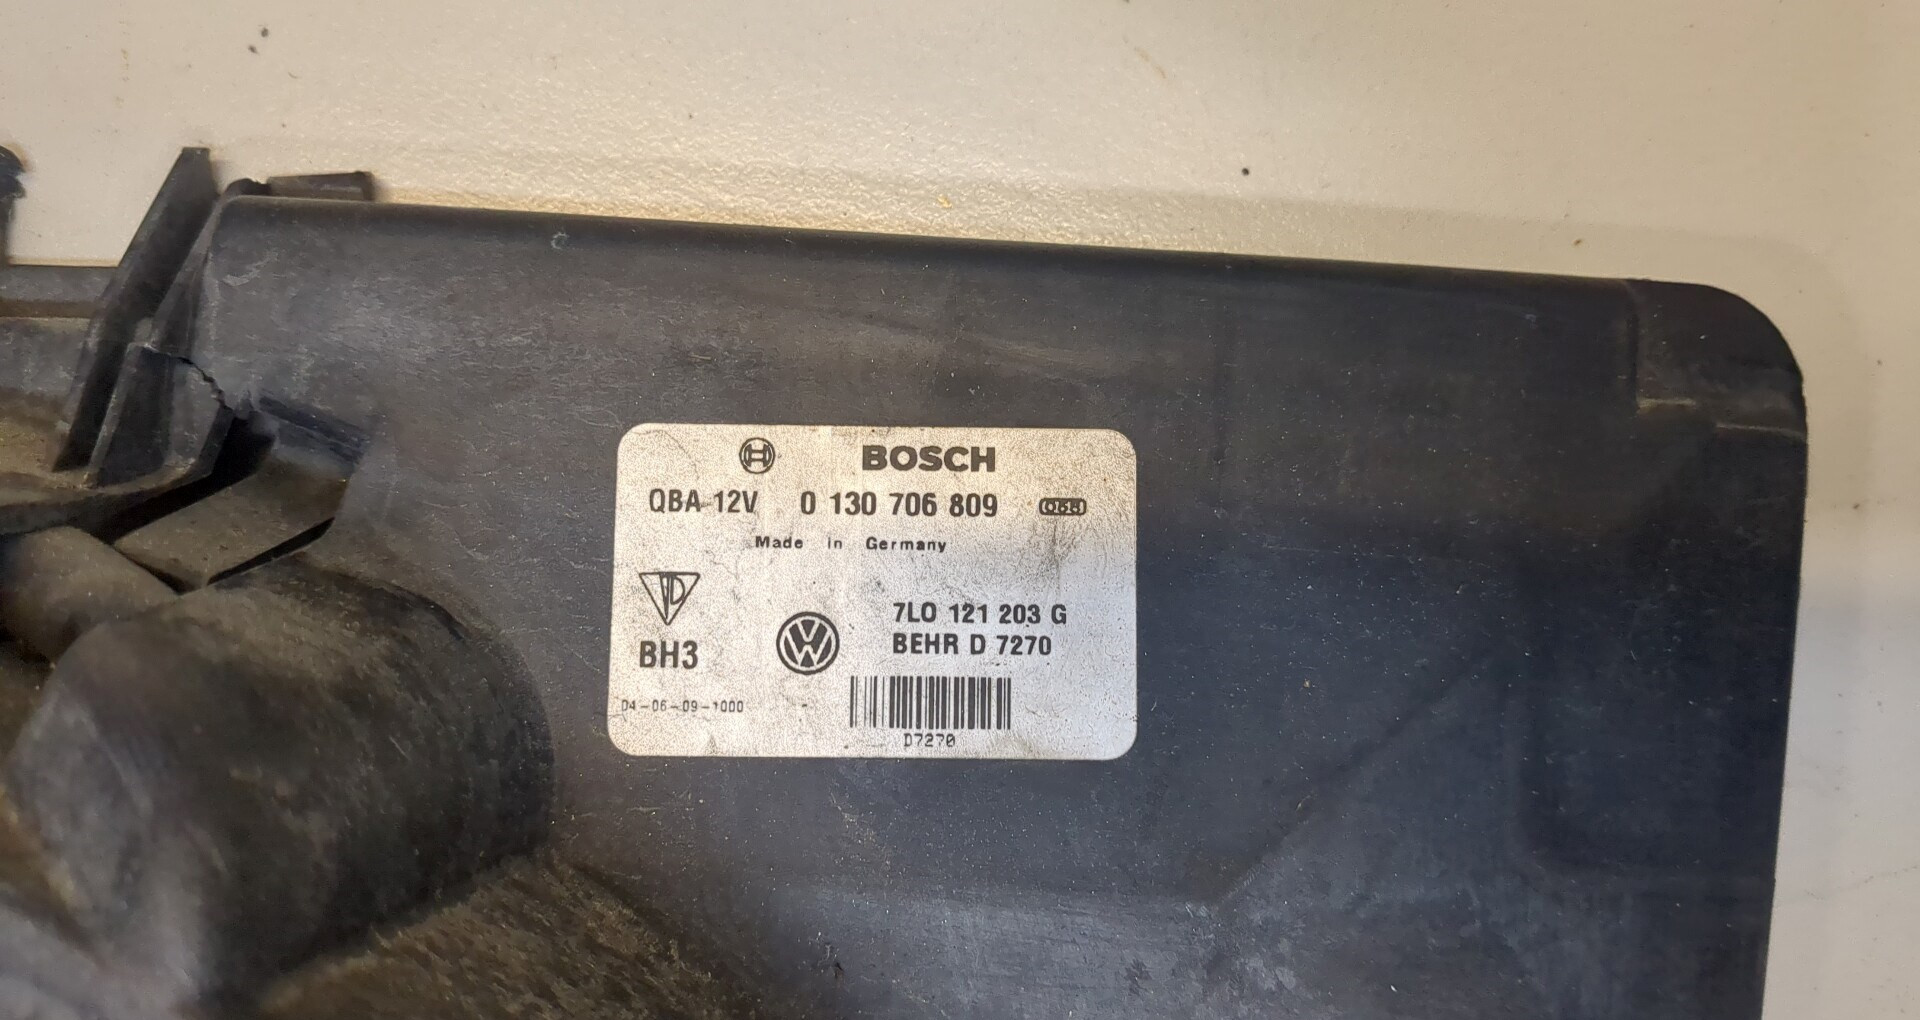 BOSCH
QBA 12V 0 130 706 809 068
Made in Germany
7L0 121 203 G
BEHR D 7270
BH3
04-06-09-1000
D7270